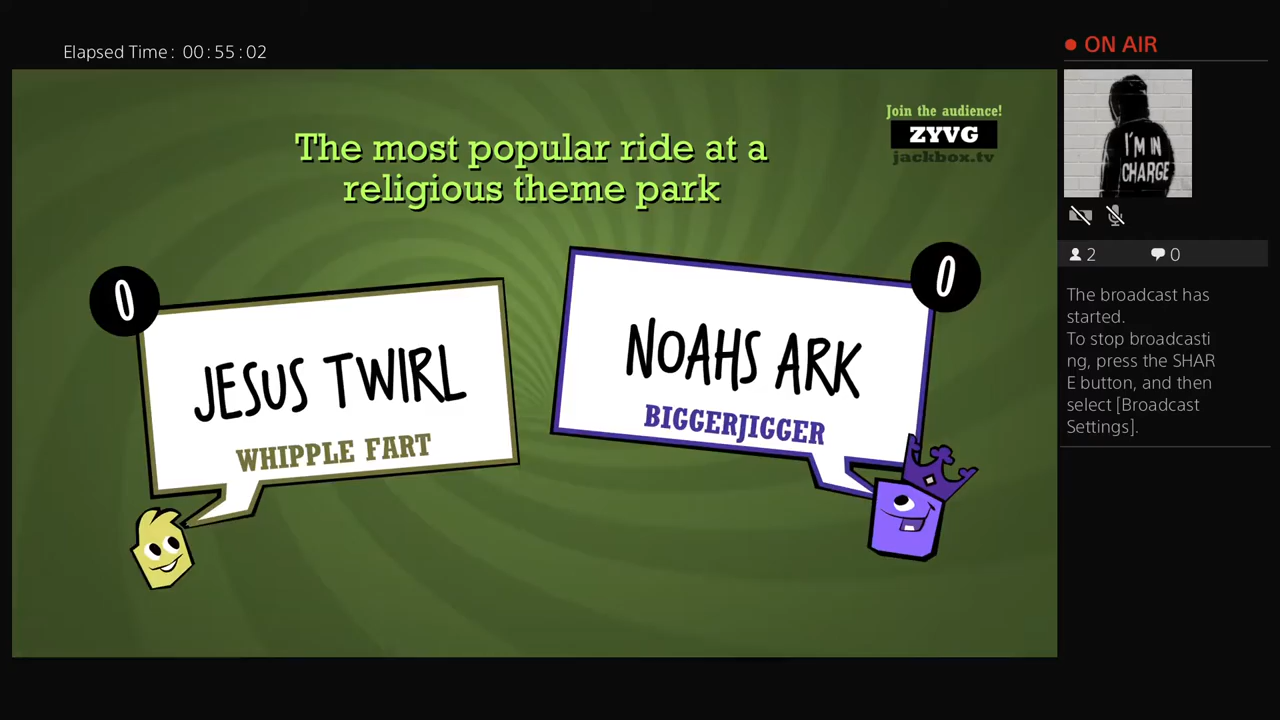 Elapsed Time: 00:55:02
ON AIR
Join the audience!
ZYVG
jackbox.tv
The most popular ride at a
religious theme park
0
JESUS TWIRL
WHIPPLE FART
0
NOAHS ARK
BIGGERJIGGER
I'M IN
CHARGE
2 0
The broadcast has
started.
To stop broadcasti
ng, press the SHAR
E button, and then
select [Broadcast
Settings].